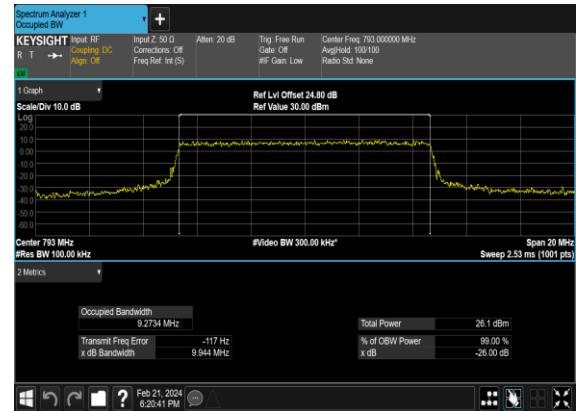 Spectrum Analyzer 1
Occupied BW
KEYSIGHT Input: RF Input Z: 50 Ω Atten: 20 dB Trig: Free Run Center Freq: 793.000000 MHz
R T Coupling: DC Corrections: Off Gate: Off Avg|Hold: 100/100
Align: Off Freq Ref: Int (S) #IF Gain: Low Radio Std: None
1 Graph
Ref Lvl Offset 24.80 dB
Scale/Div 10.0 dB Ref Value 30.00 dBm
Log
20.0
10.0
0.00
-10.0
-20.0
-30.0
-40.0
-50.0
-60.0
Center 793 MHz #Video BW 300.00 kHz* Span 20 MHz
#Res BW 100.00 kHz Sweep 2.53 ms (1001 pts)
2 Metrics
Occupied Bandwidth
9.2734 MHz Total Power 26.1 dBm
Transmit Freq Error -117 Hz % of OBW Power 99.00 %
x dB Bandwidth 9.944 MHz x dB -26.00 dB
Feb 21, 2024
6:20:41 PM